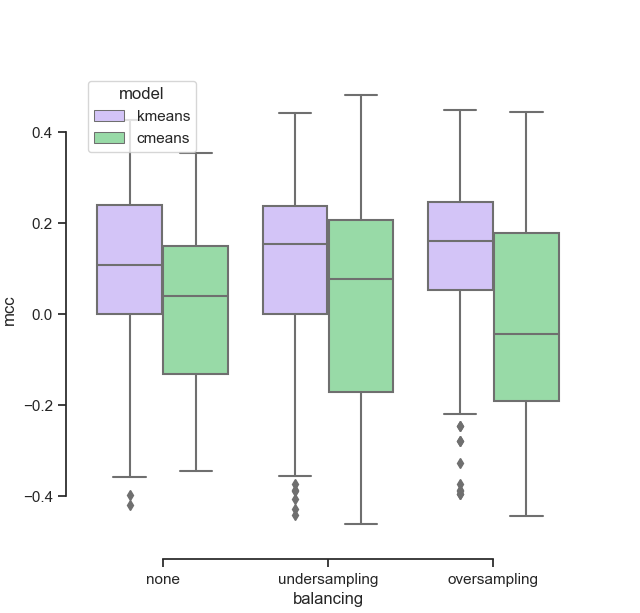 model
kmeans
cmeans
0.4
0.2
0.0
−0.2
−0.4
mcc
none undersampling oversampling
balancing